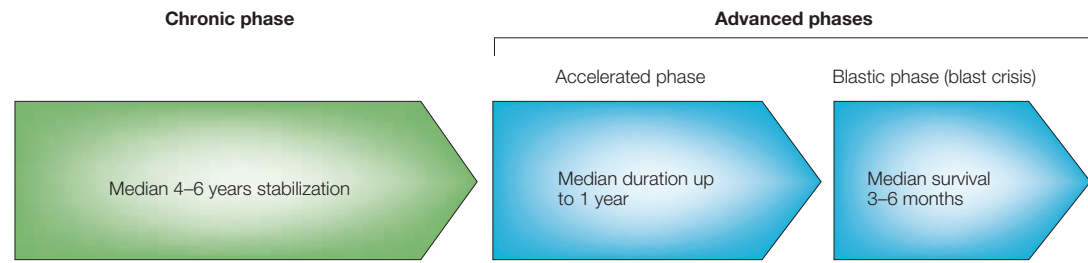 Chronic phase
Advanced phases
Accelerated phase
Blastic phase (blast crisis)
Median 4–6 years stabilization
Median duration up
to 1 year
Median survival
3–6 months